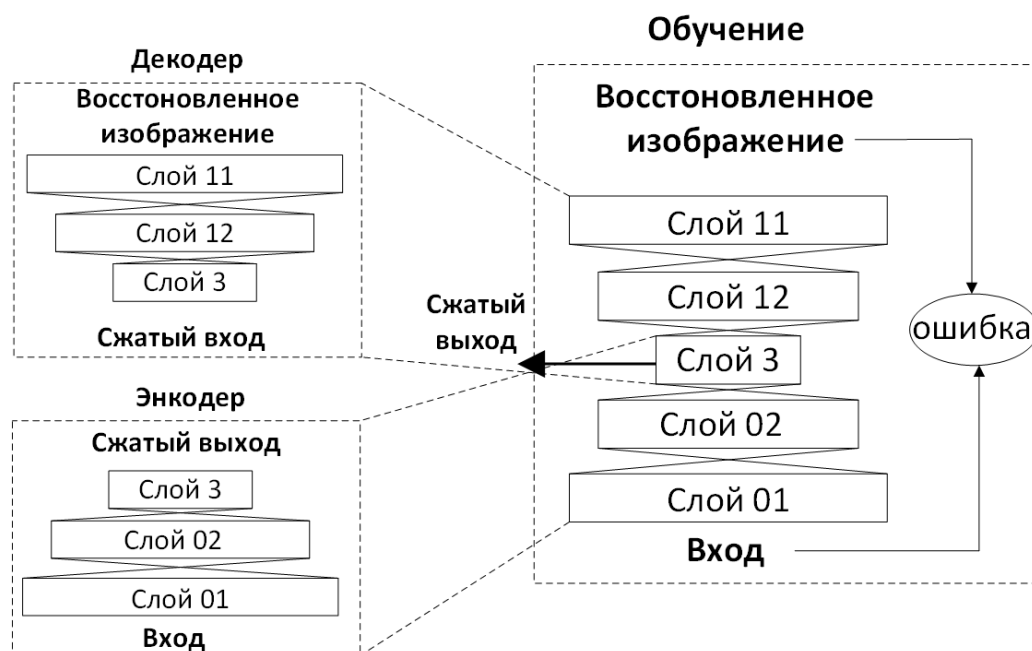 Декодер
Восстоновленное
изображение
Слой 11
Слой 12
Слой 3
Сжатый вход
Энкодер
Сжатый выход
Слой 3
Слой 02
Слой 01
Вход
Обучение
Восстоновленное
изображение
Слой 11
Слой 12
Сжатый
выход
Слой 3
ошибка
Слой 02
Слой 01
Вход